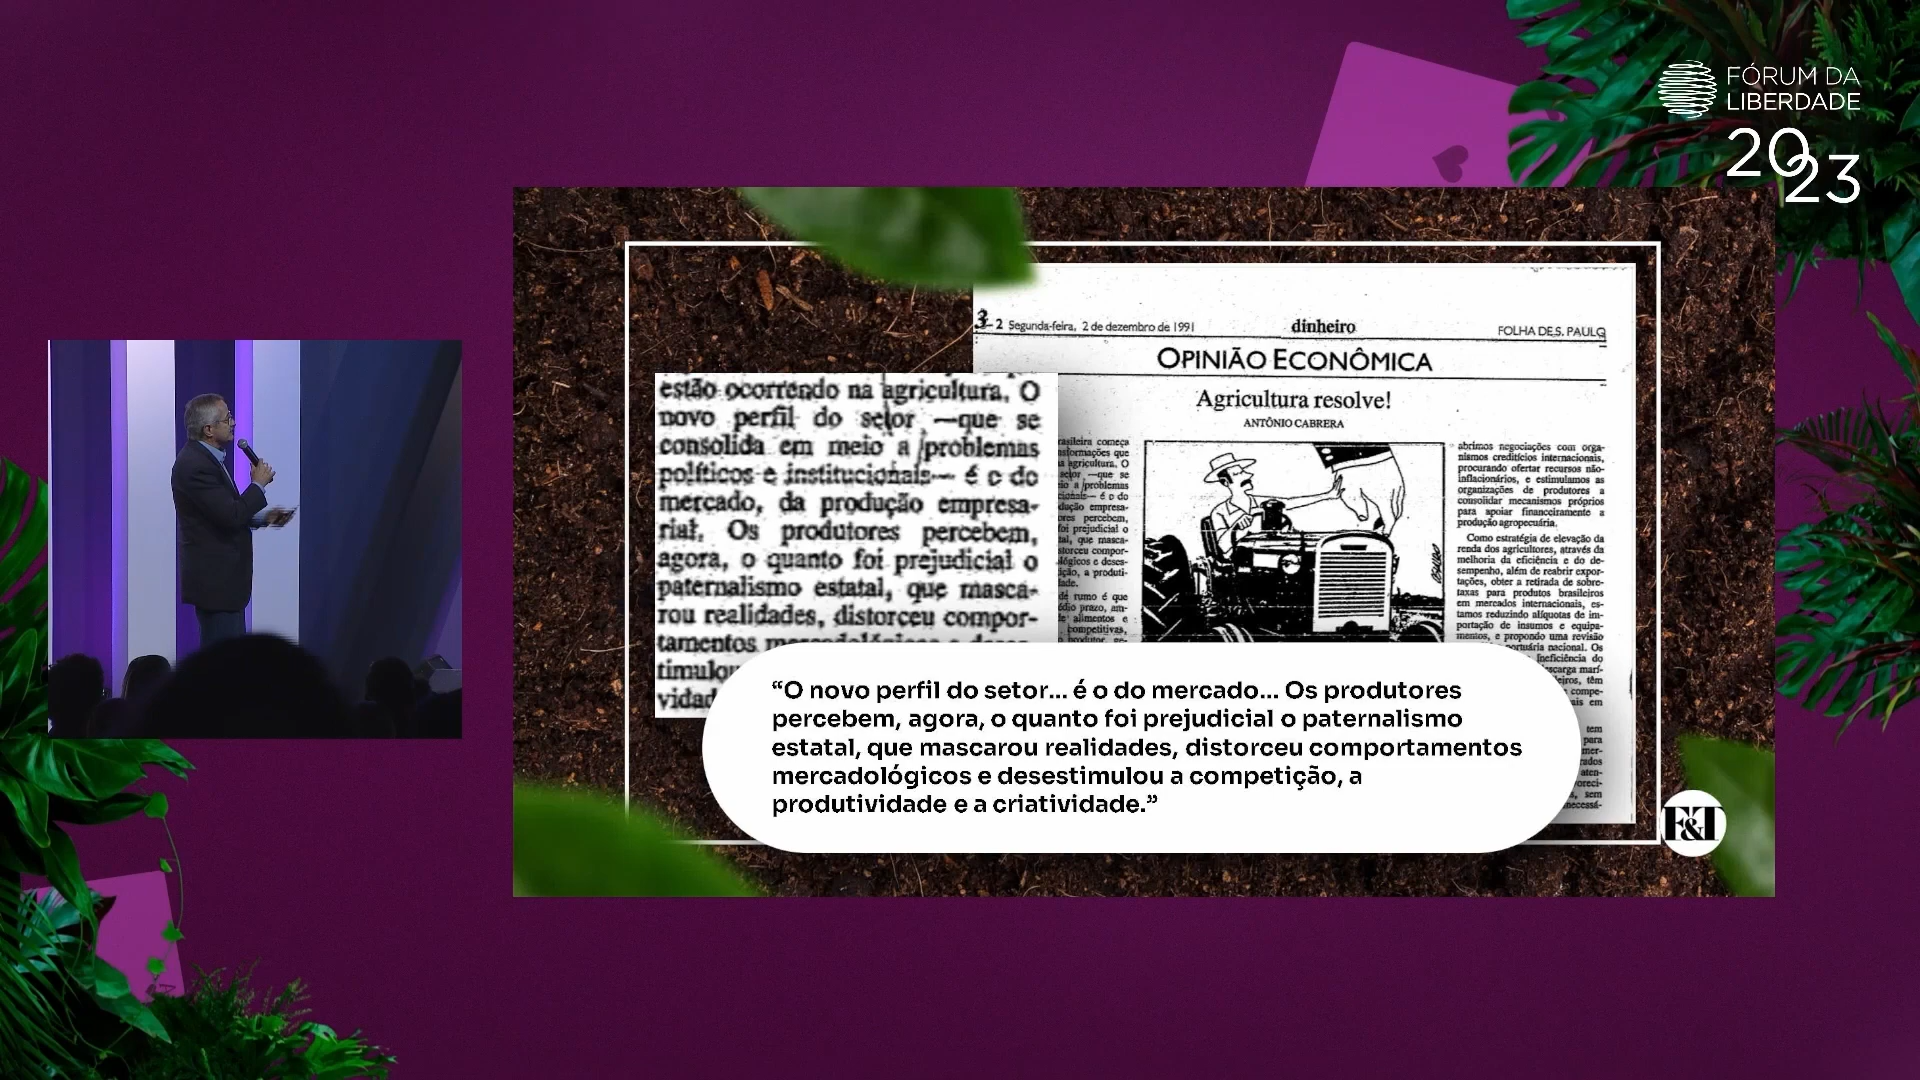 FÓRUM DA
LIBERDADE
2023
3-2 Segunda-feira, 2 de dezembro de 1991
dinheiro
FOLHA DE S. PAULO
OPINIÃO ECONÔMICA
Agricultura resolve!
ANTÔNIO CABRERA
estão ocorrendo na agricultura. O
novo perfil do setor —que se
consolida em meio a problemas
políticos e institucionais— é o do
mercado, da produção empresa-
rial. Os produtores percebem,
agora, o quanto foi prejudicial o
paternalismo estatal, que masca-
rou realidades, distorceu compor-
tamentos
timulou
vidad
abrimos negociações com orga-
nismos creditícios internacionais,
procurando ofertar recursos não-
inflacionários, e estimulamos as
organizações de produtores a
consolidar mecanismos próprios
para apoiar financeiramente a
produção agropecuária.
Como estratégia de elevação da
renda dos agricultores, através da
melhoria da eficiência e do de-
sempenho, além de reabrir expor-
tações, obter a retirada de sobre-
taxas para produtos brasileiros
em mercados internacionais, es-
tamos reduzindo alíquotas de im-
portação de insumos e equipa-
mentos, e propondo uma revisão
portuária nacional. Os
ineficiência do
“O novo perfil do setor... é o do mercado... Os produtores
percebem, agora, o quanto foi prejudicial o paternalismo
estatal, que mascarou realidades, distorceu comportamentos
mercadológicos e desestimulou a competição, a
produtividade e a criatividade.”
F&T